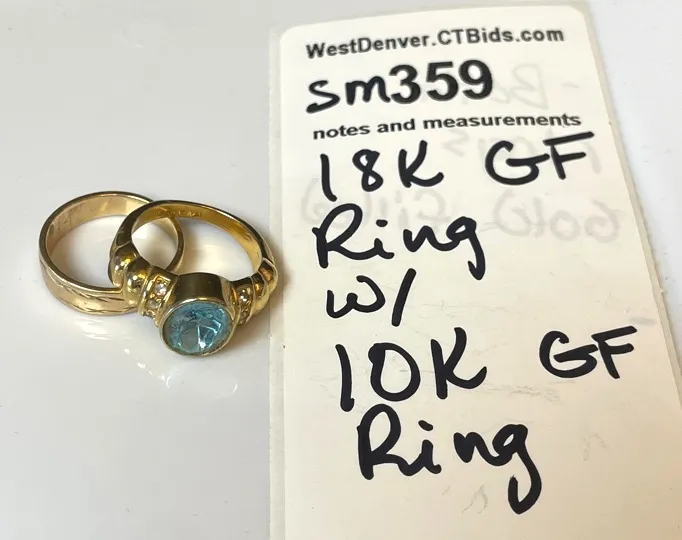 WestDenver.CTBids.com
sm359
notes and measurements
18K GF
Ring
w/
10K GF
Ring